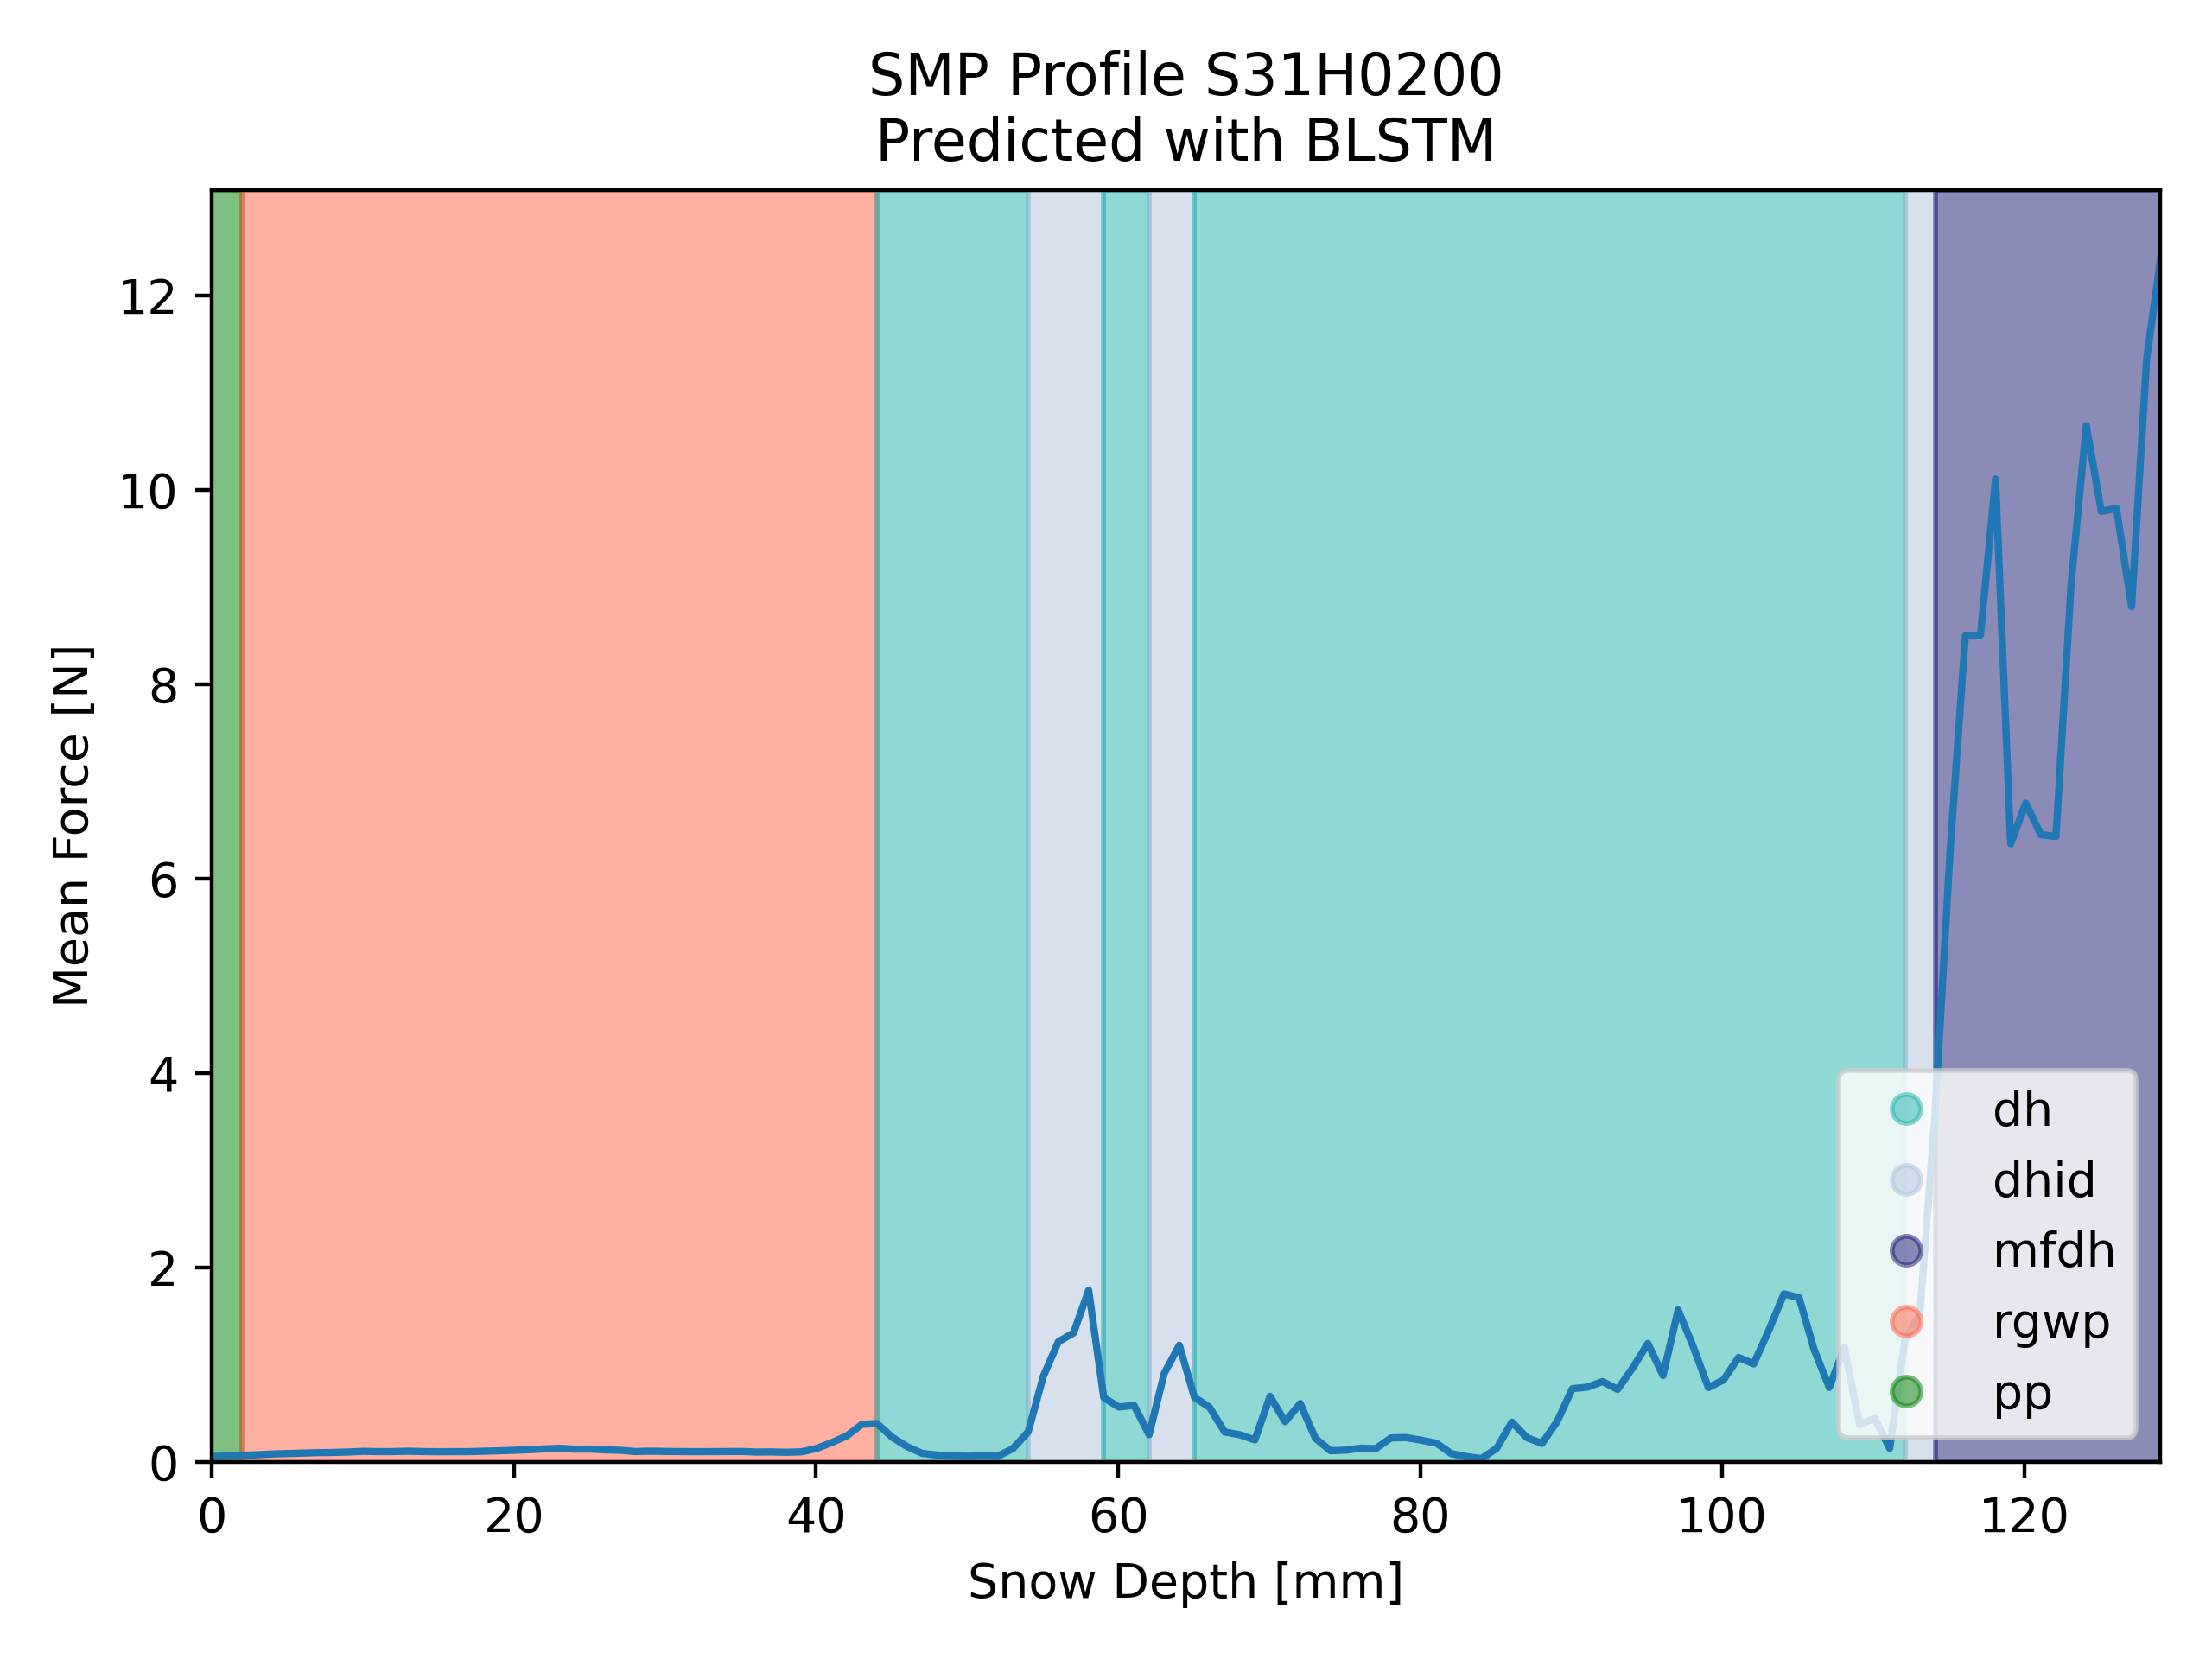 SMP Profile S31H0200
Predicted with BLSTM
12
10
8
6
4
2
0
Mean Force [N]
dh
dhid
mfdh
rgwp
pp
0 20 40 60 80 100 120
Snow Depth [mm]